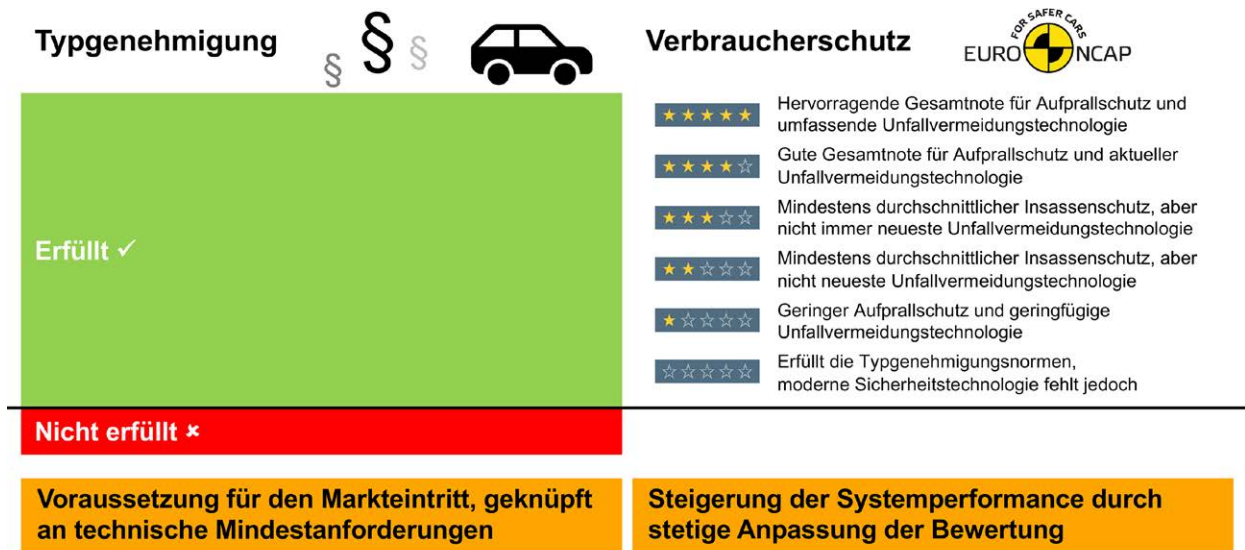 Typgenehmigung
§ § §
Verbraucherschutz
FOR SAFER CARS
EURO NCAP
Hervorragende Gesamtnote für Aufprallschutz und
umfassende Unfallvermeidungstechnologie
Gute Gesamtnote für Aufprallschutz und aktueller
Unfallvermeidungstechnologie
Mindestens durchschnittlicher Insassenschutz, aber
nicht immer neueste Unfallvermeidungstechnologie
Erfüllt ✓
Mindestens durchschnittlicher Insassenschutz, aber
nicht neueste Unfallvermeidungstechnologie
Geringer Aufprallschutz und geringfügige
Unfallvermeidungstechnologie
Erfüllt die Typgenehmigungsnormen,
moderne Sicherheitstechnologie fehlt jedoch
Nicht erfüllt ×
Voraussetzung für den Markteintritt, geknüpft
an technische Mindestanforderungen
Steigerung der Systemperformance durch
stetige Anpassung der Bewertung